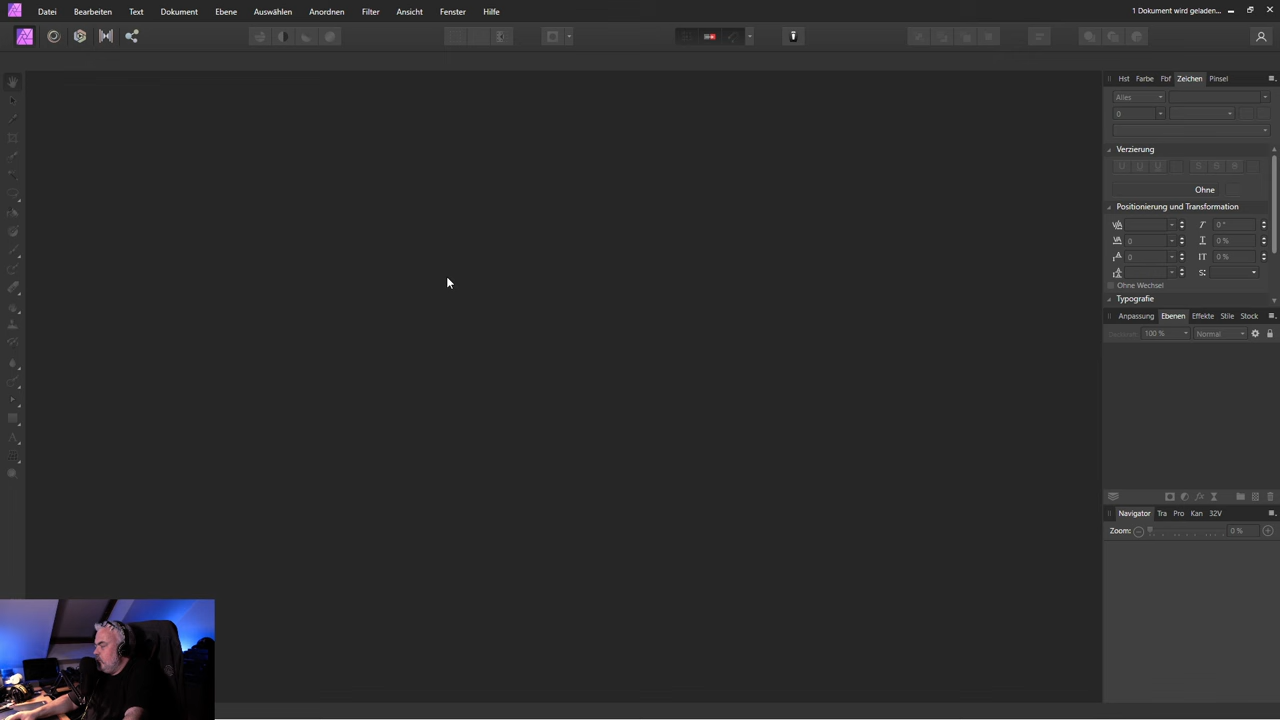 Datei Bearbeiten Text Dokument Ebene Auswählen Anordnen Filter Ansicht Fenster Hilfe 1 Dokument wird geladen...
Hst Farbe Fbf Zeichen Pinsel
Alles
0
Verzierung
U U U S S
Ohne
Positionierung und Transformation
0 °
0 0 %
0 0 %
Ohne Wechsel
Typografie
Anpassung Ebenen Effekte Stile Stock
100 % Normal
Navigator Tra Pro Kan 32V
Zoom: 0 %